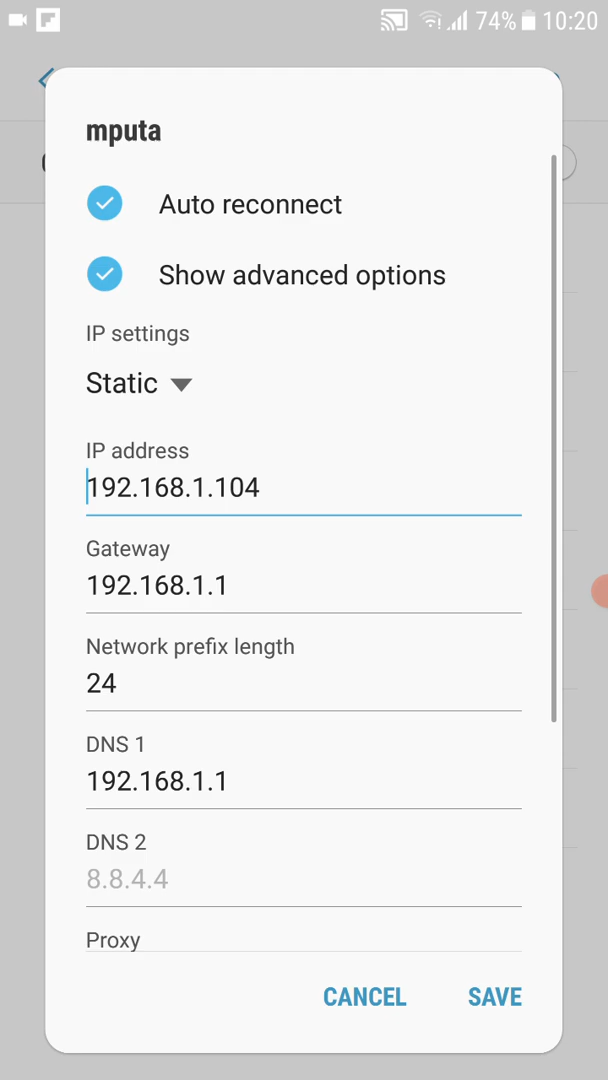 74% 10:20
mputa
Auto reconnect
Show advanced options
IP settings
Static
IP address
192.168.1.104
Gateway
192.168.1.1
Network prefix length
24
DNS 1
192.168.1.1
DNS 2
8.8.4.4
Proxy
CANCEL SAVE